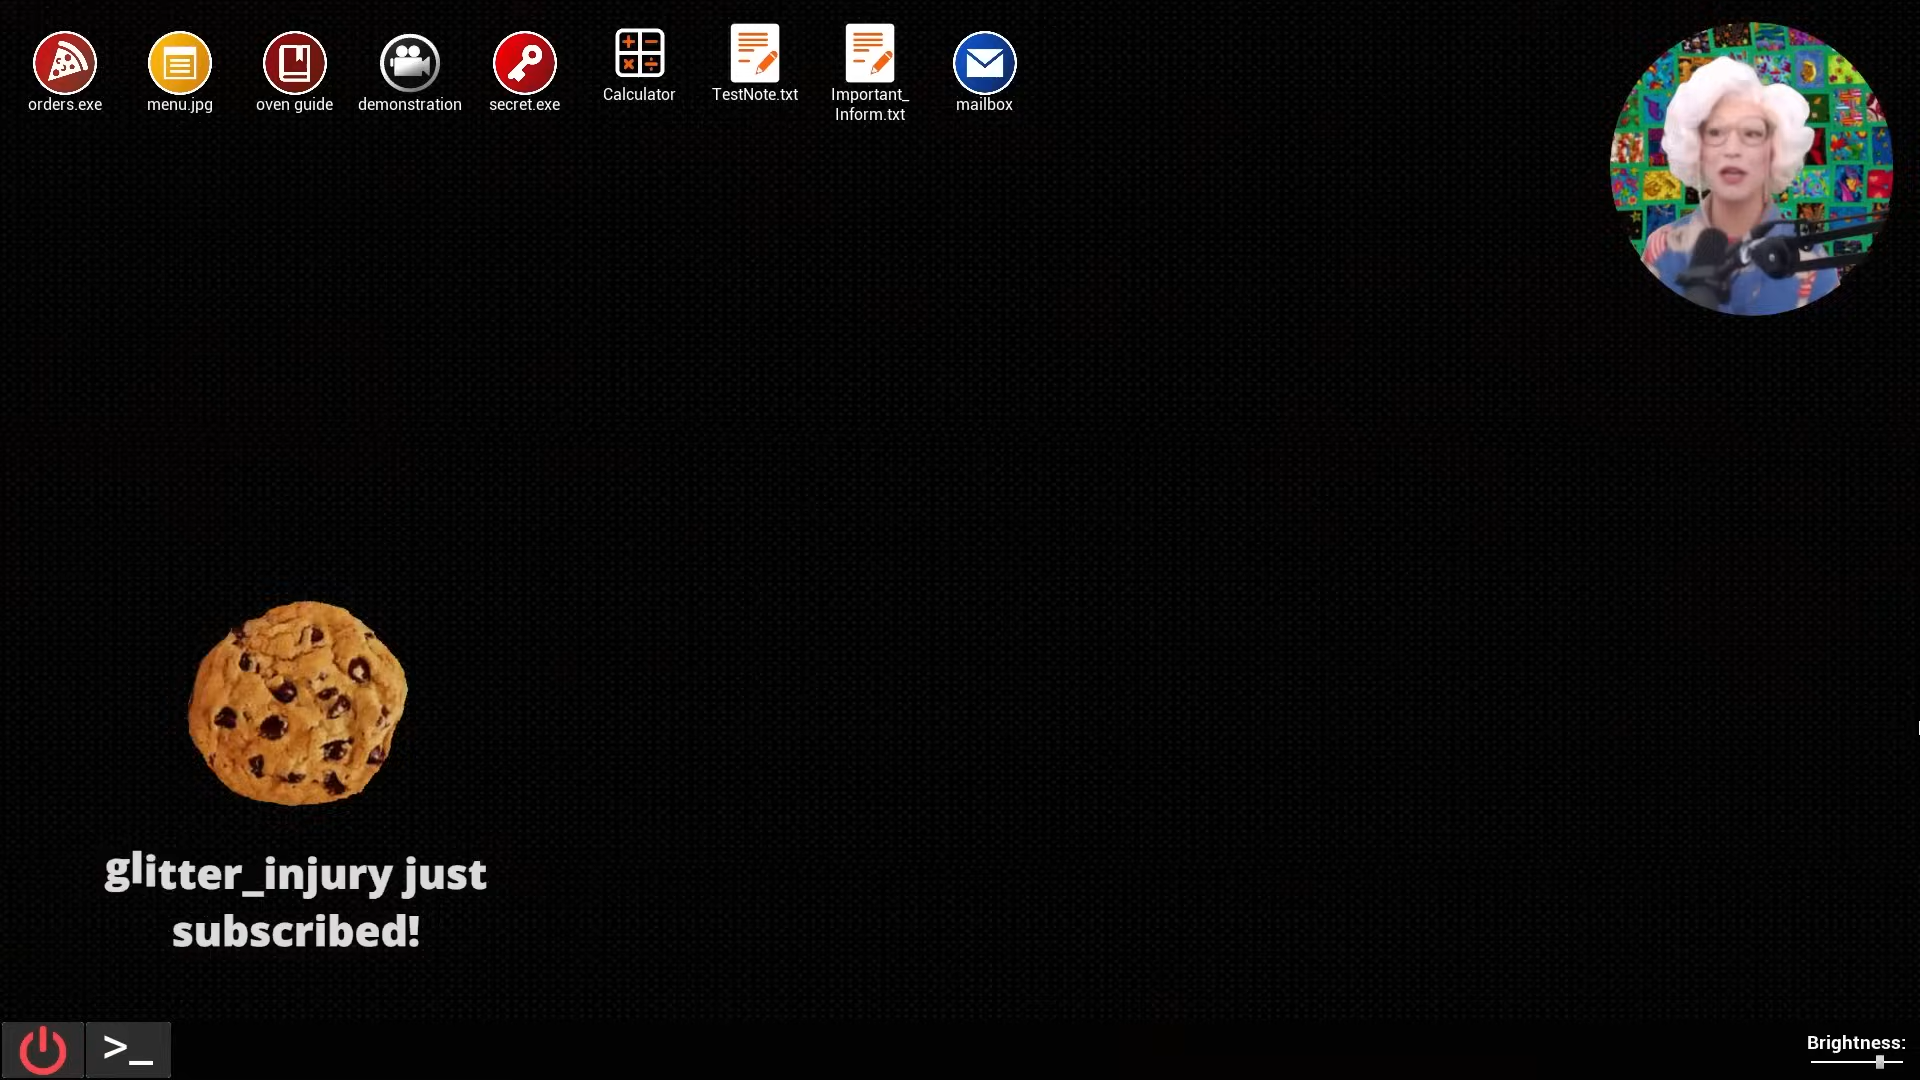 orders.exe
menu.jpg
oven guide
demonstration
secret.exe
Calculator
TestNote.txt
Important_
Inform.txt
mailbox
glitter_injury just
subscribed!
>_
Brightness: